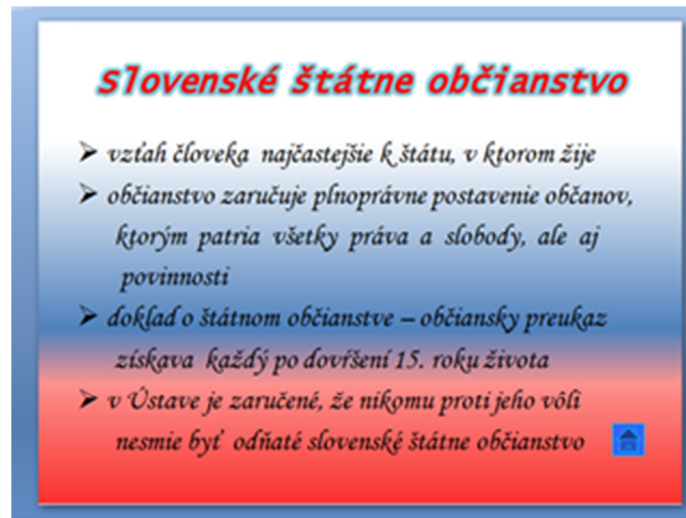 Slovenské štátne občianstvo
➢ vzťah človeka najčastejšie k štátu, v ktorom žije
➢ občianstvo zaručuje plnoprávne postavenie občanov,
ktorým patria všetky práva a slobody, ale aj
povinnosti
➢ doklad o štátnom občianstve – občiansky preukaz
získava každý po dovŕšení 15. roku života
➢ v Ústave je zaručené, že nikomu proti jeho vôli
nesmie byť odňaté slovenské štátne občianstvo